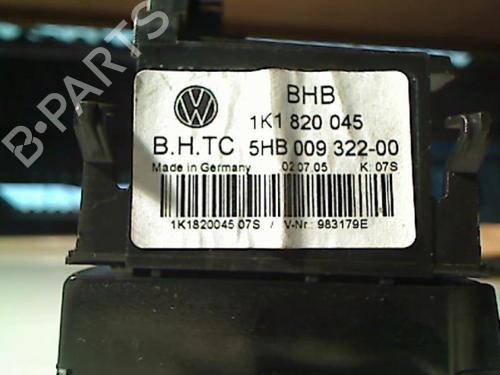 B-PARTS
BHB
1K1 820 045
B.H.TC 5HB 009 322-00
Made in Germany 02.07.05 K: 07S
1K1820045 07S / V-Nr.: 983179E